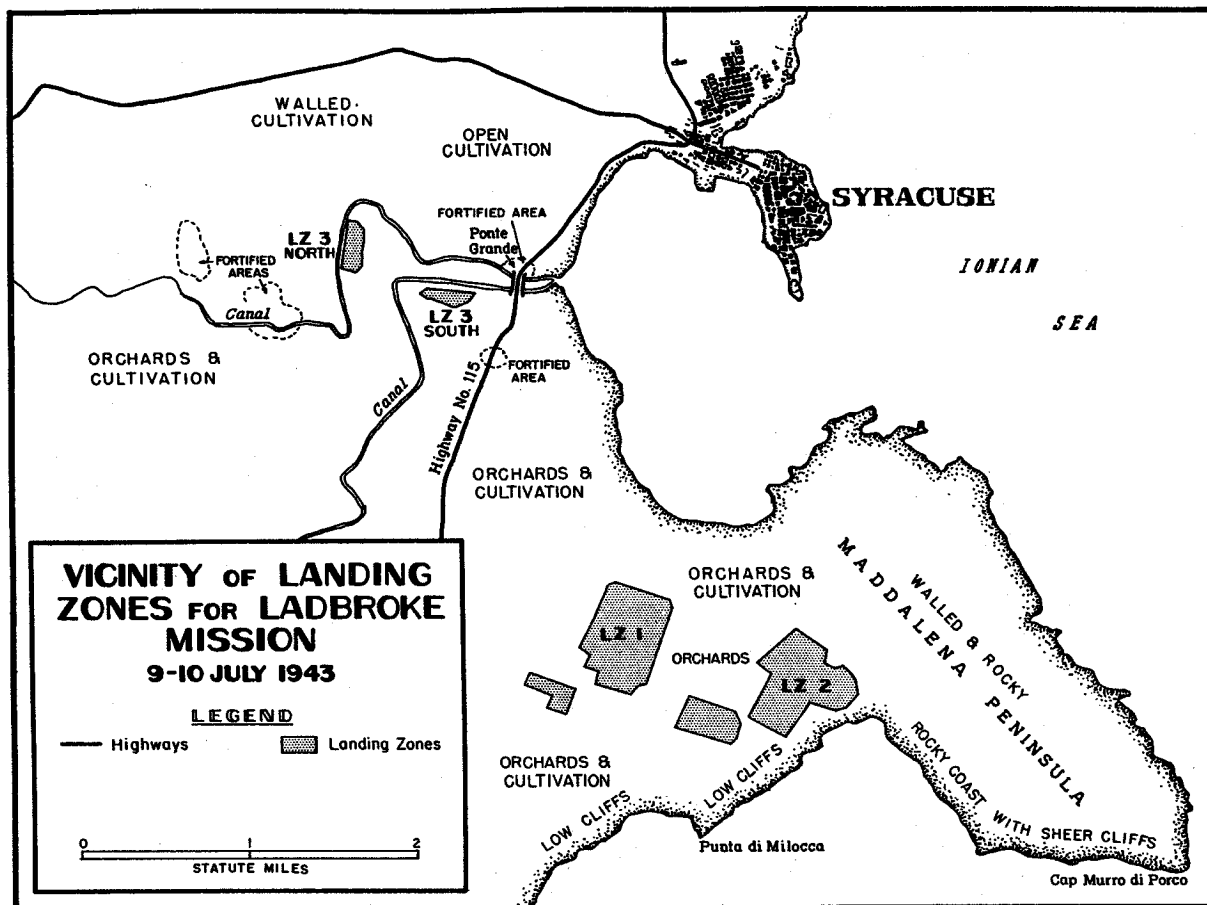 WALLED·
CULTIVATION
OPEN
CULTIVATION
SYRACUSE
FORTIFIED AREA
Ponte
Grande
LZ 3
NORTH
FORTIFIED
AREAS
IONIAN
SEA
Canal
LZ 3
SOUTH
ORCHARDS &
CULTIVATION
FORTIFIED
AREA
Canal
Highway No. 115
ORCHARDS &
CULTIVATION
VICINITY OF LANDING
ZONES FOR LADBROKE
MISSION
9-10 JULY 1943
LEGEND
Highways
Landing Zones
0 1 2
STATUTE MILES
ORCHARDS &
CULTIVATION
LZ 1
ORCHARDS
LZ 2
WALLED & ROCKY
MADDALENA PENINSULA
ORCHARDS &
CULTIVATION
LOW CLIFFS
LOW CLIFFS
ROCKY COAST WITH SHEER CLIFFS
Punta di Milocca
Cap Murro di Porco